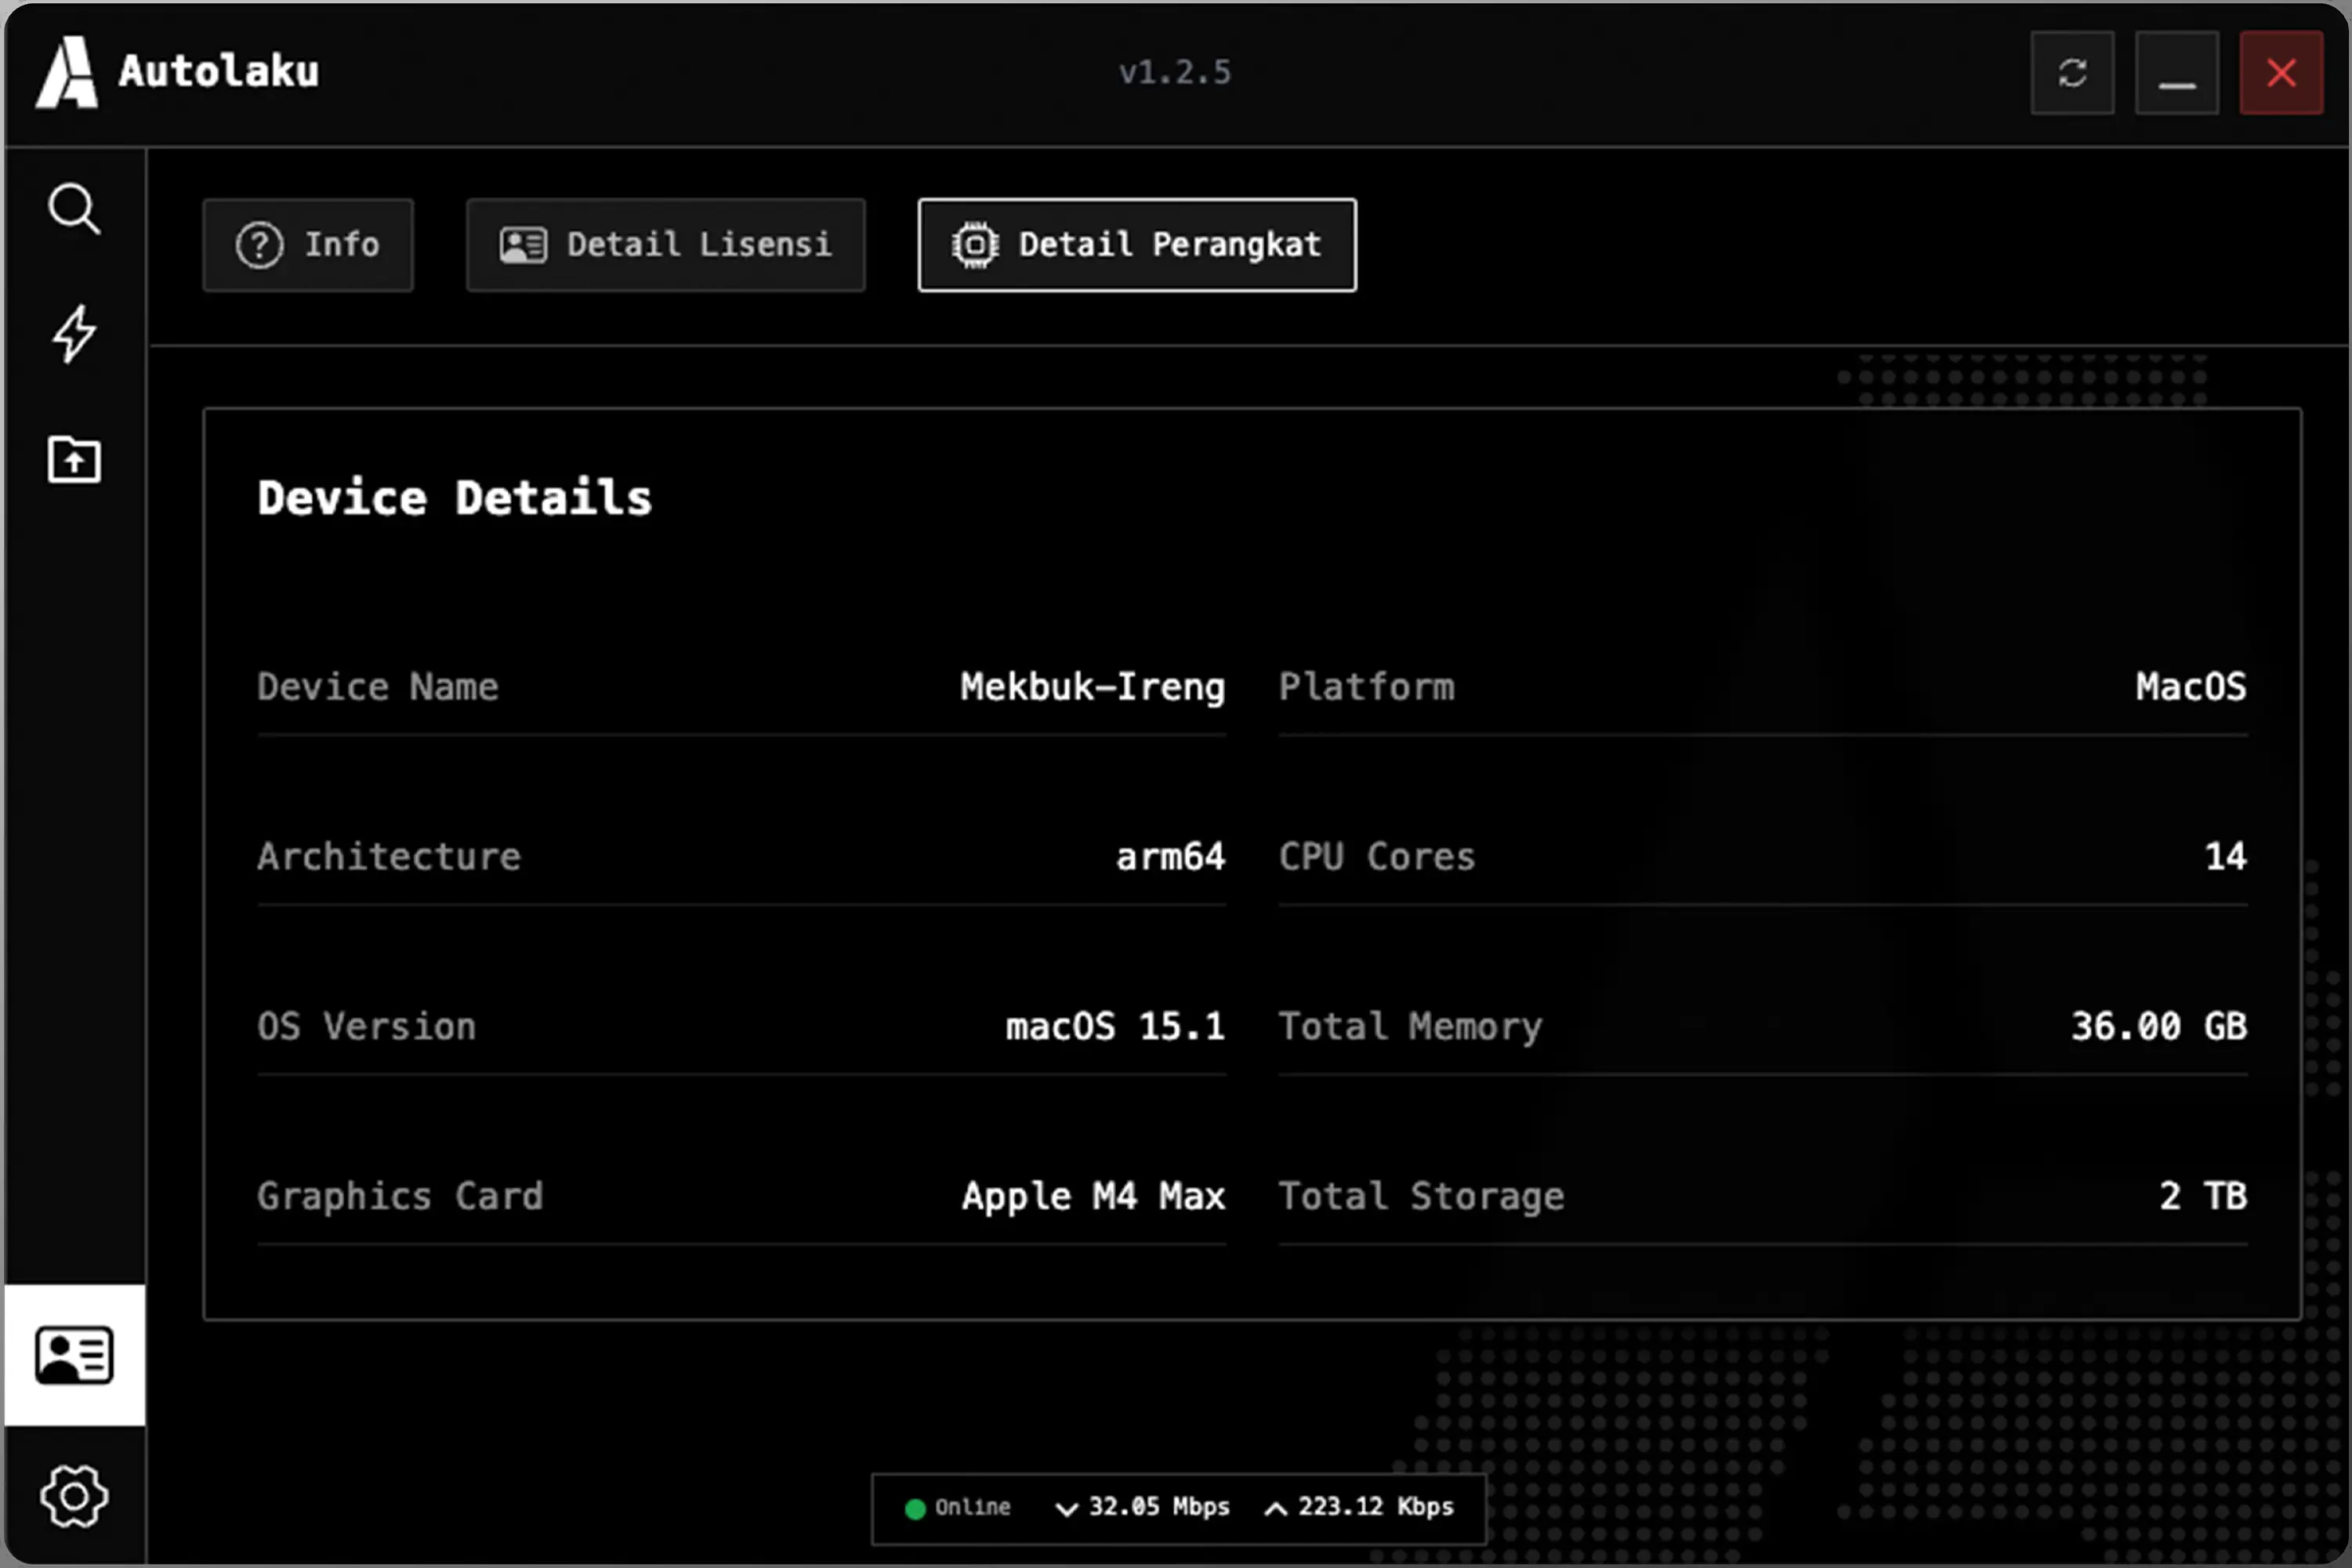 Autolaku
v1.2.5
Info
Detail Lisensi
Detail Perangkat
Device Details
Device Name Mekbuk-Ireng
Platform MacOS
Architecture arm64
CPU Cores 14
OS Version macOS 15.1
Total Memory 36.00 GB
Graphics Card Apple M4 Max
Total Storage 2 TB
Online 32.05 Mbps 223.12 Kbps